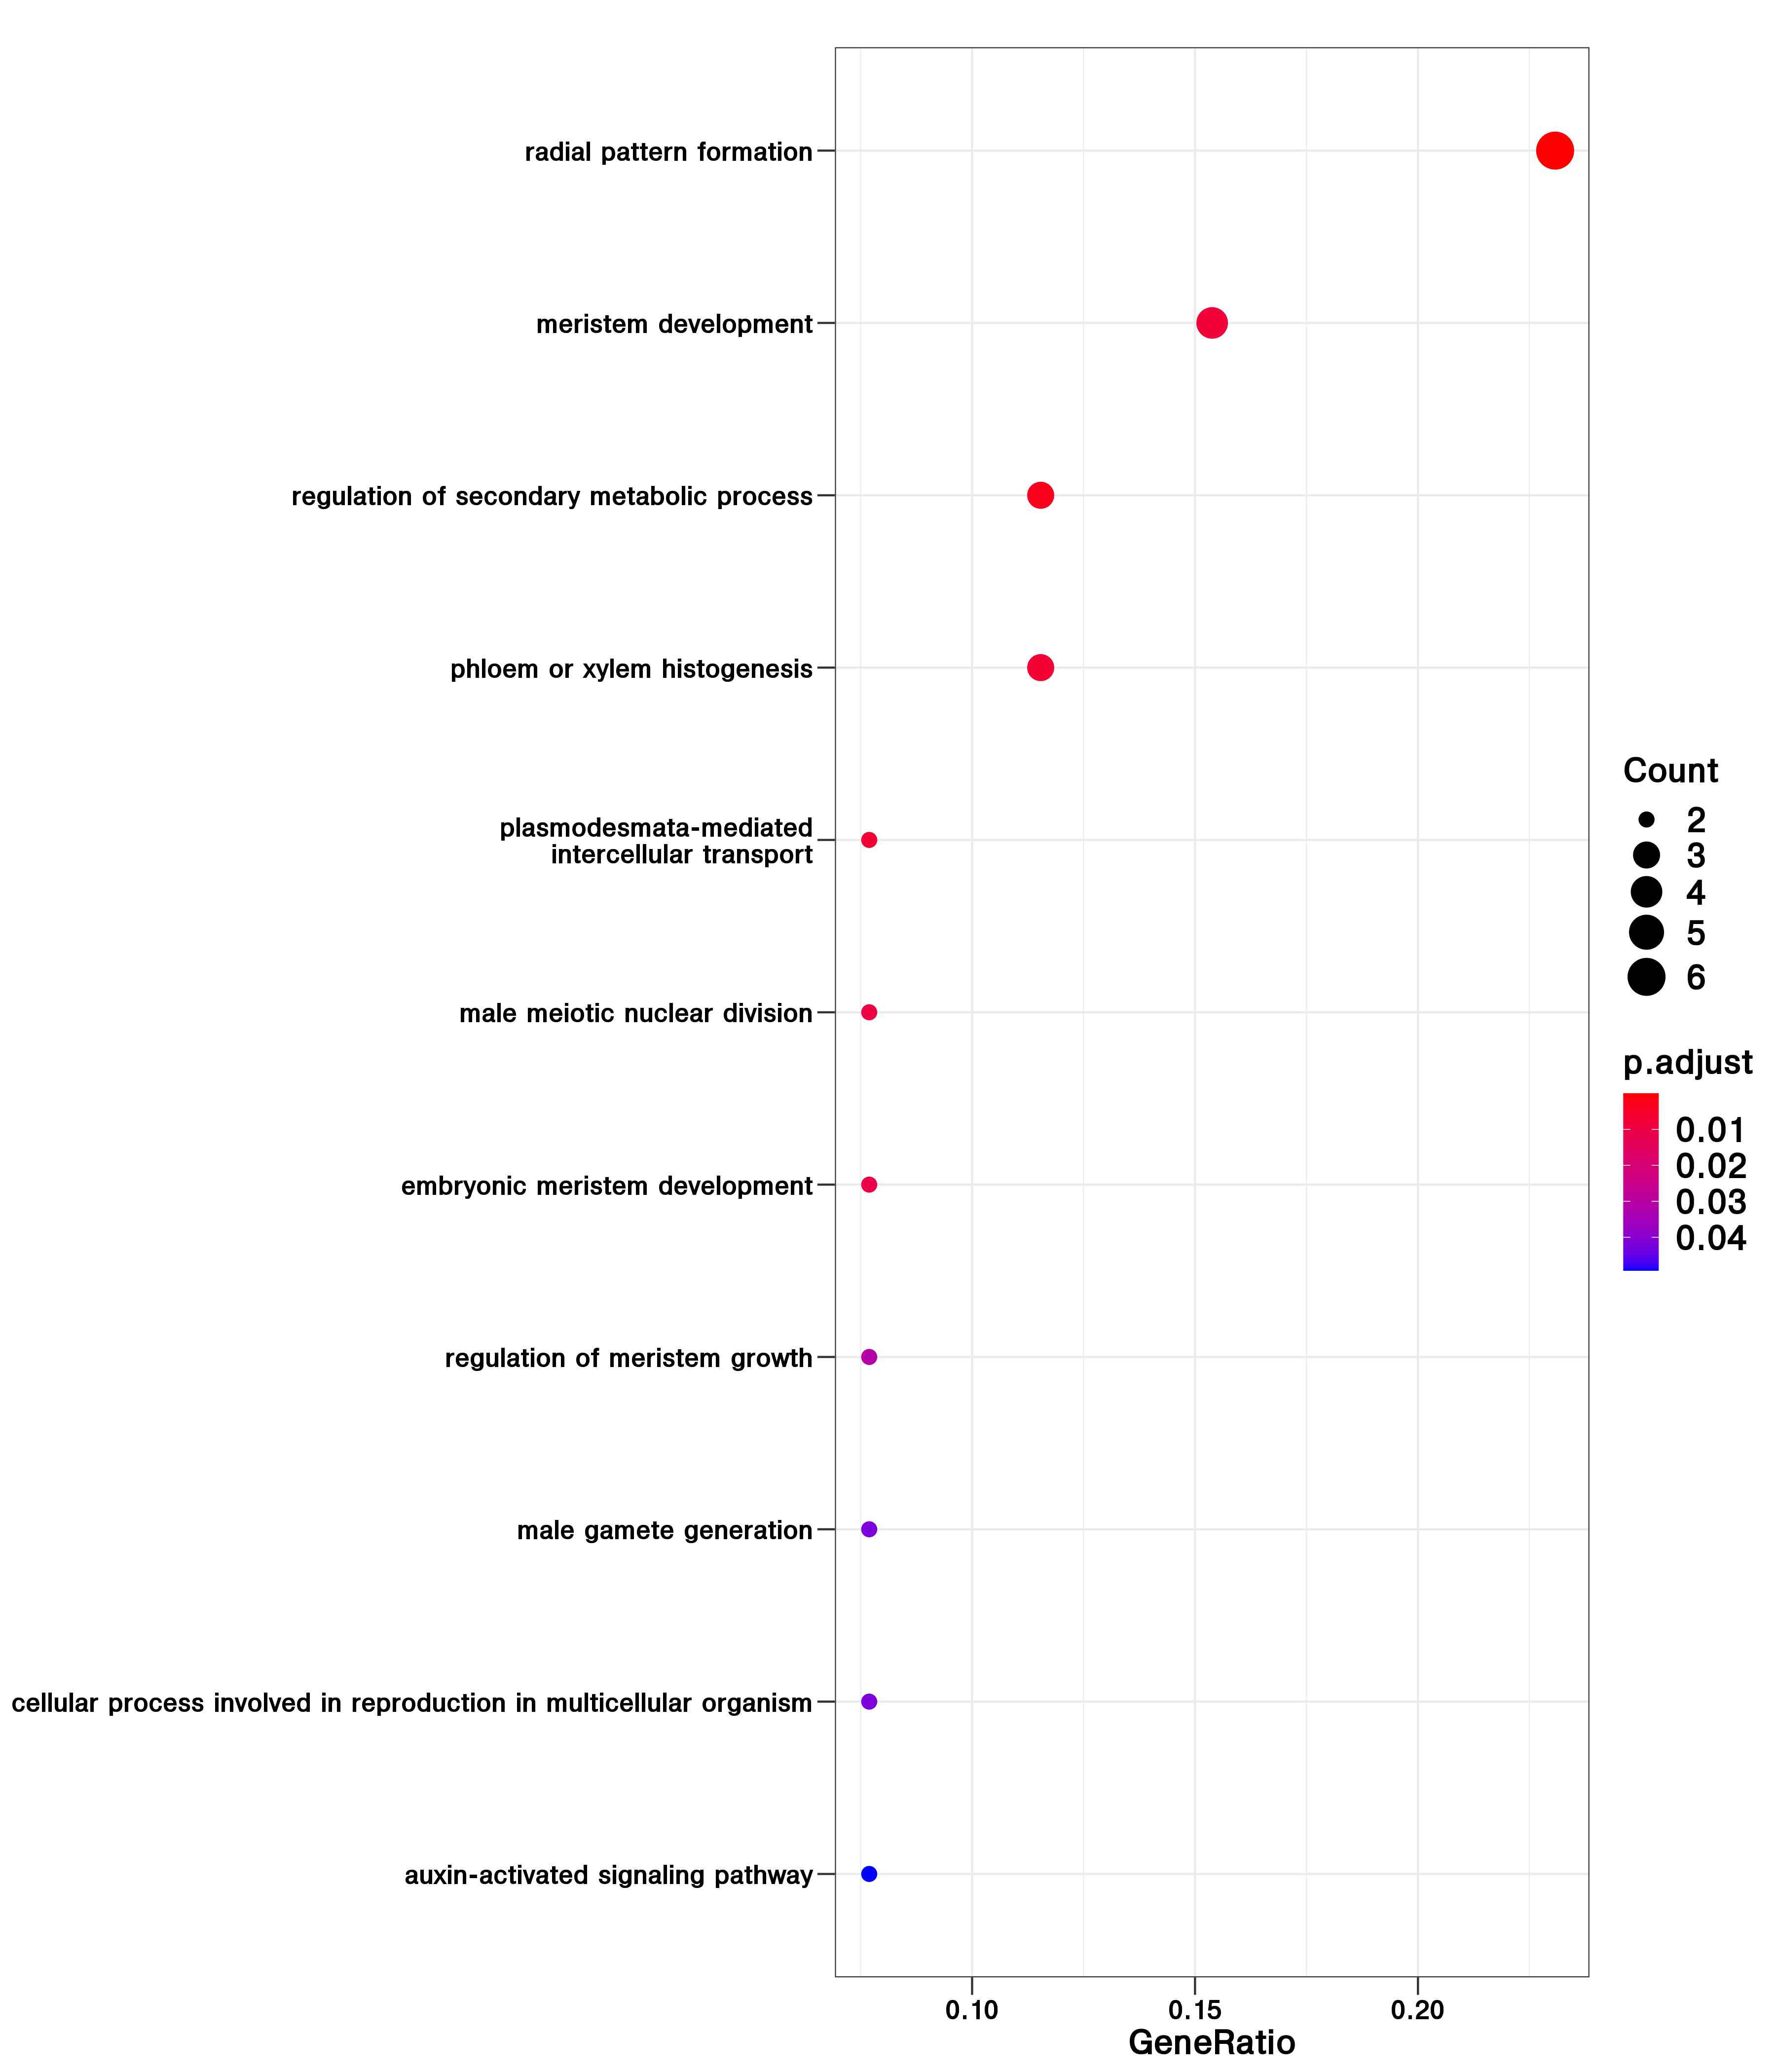 radial pattern formation
meristem development
regulation of secondary metabolic process
phloem or xylem histogenesis
plasmodesmata-mediated
intercellular transport
male meiotic nuclear division
embryonic meristem development
regulation of meristem growth
male gamete generation
cellular process involved in reproduction in multicellular organism
auxin-activated signaling pathway
0.10
0.15
0.20
GeneRatio
Count
2
3
4
5
6
p.adjust
0.01
0.02
0.03
0.04